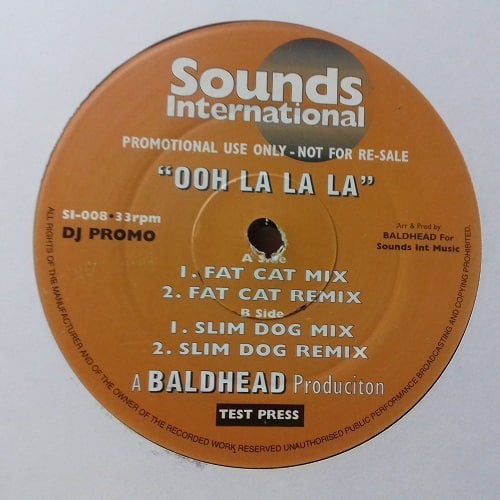 Sounds
International
PROMOTIONAL USE ONLY - NOT FOR RE-SALE
"OOH LA LA LA"
SI-008 • 33rpm
DJ PROMO
Arr & Prod by
BALDHEAD For
Sounds Int Music
A Side
1. FAT CAT MIX
2. FAT CAT REMIX
B Side
1. SLIM DOG MIX
2. SLIM DOG REMIX
A BALDHEAD Produciton
TEST PRESS
ALL RIGHTS OF THE MANUFACTURER AND OF THE OWNER OF THE RECORDED WORK RESERVED UNAUTHORISED PUBLIC PERFORMANCE BROADCASTING AND COPYING PROHIBITED.